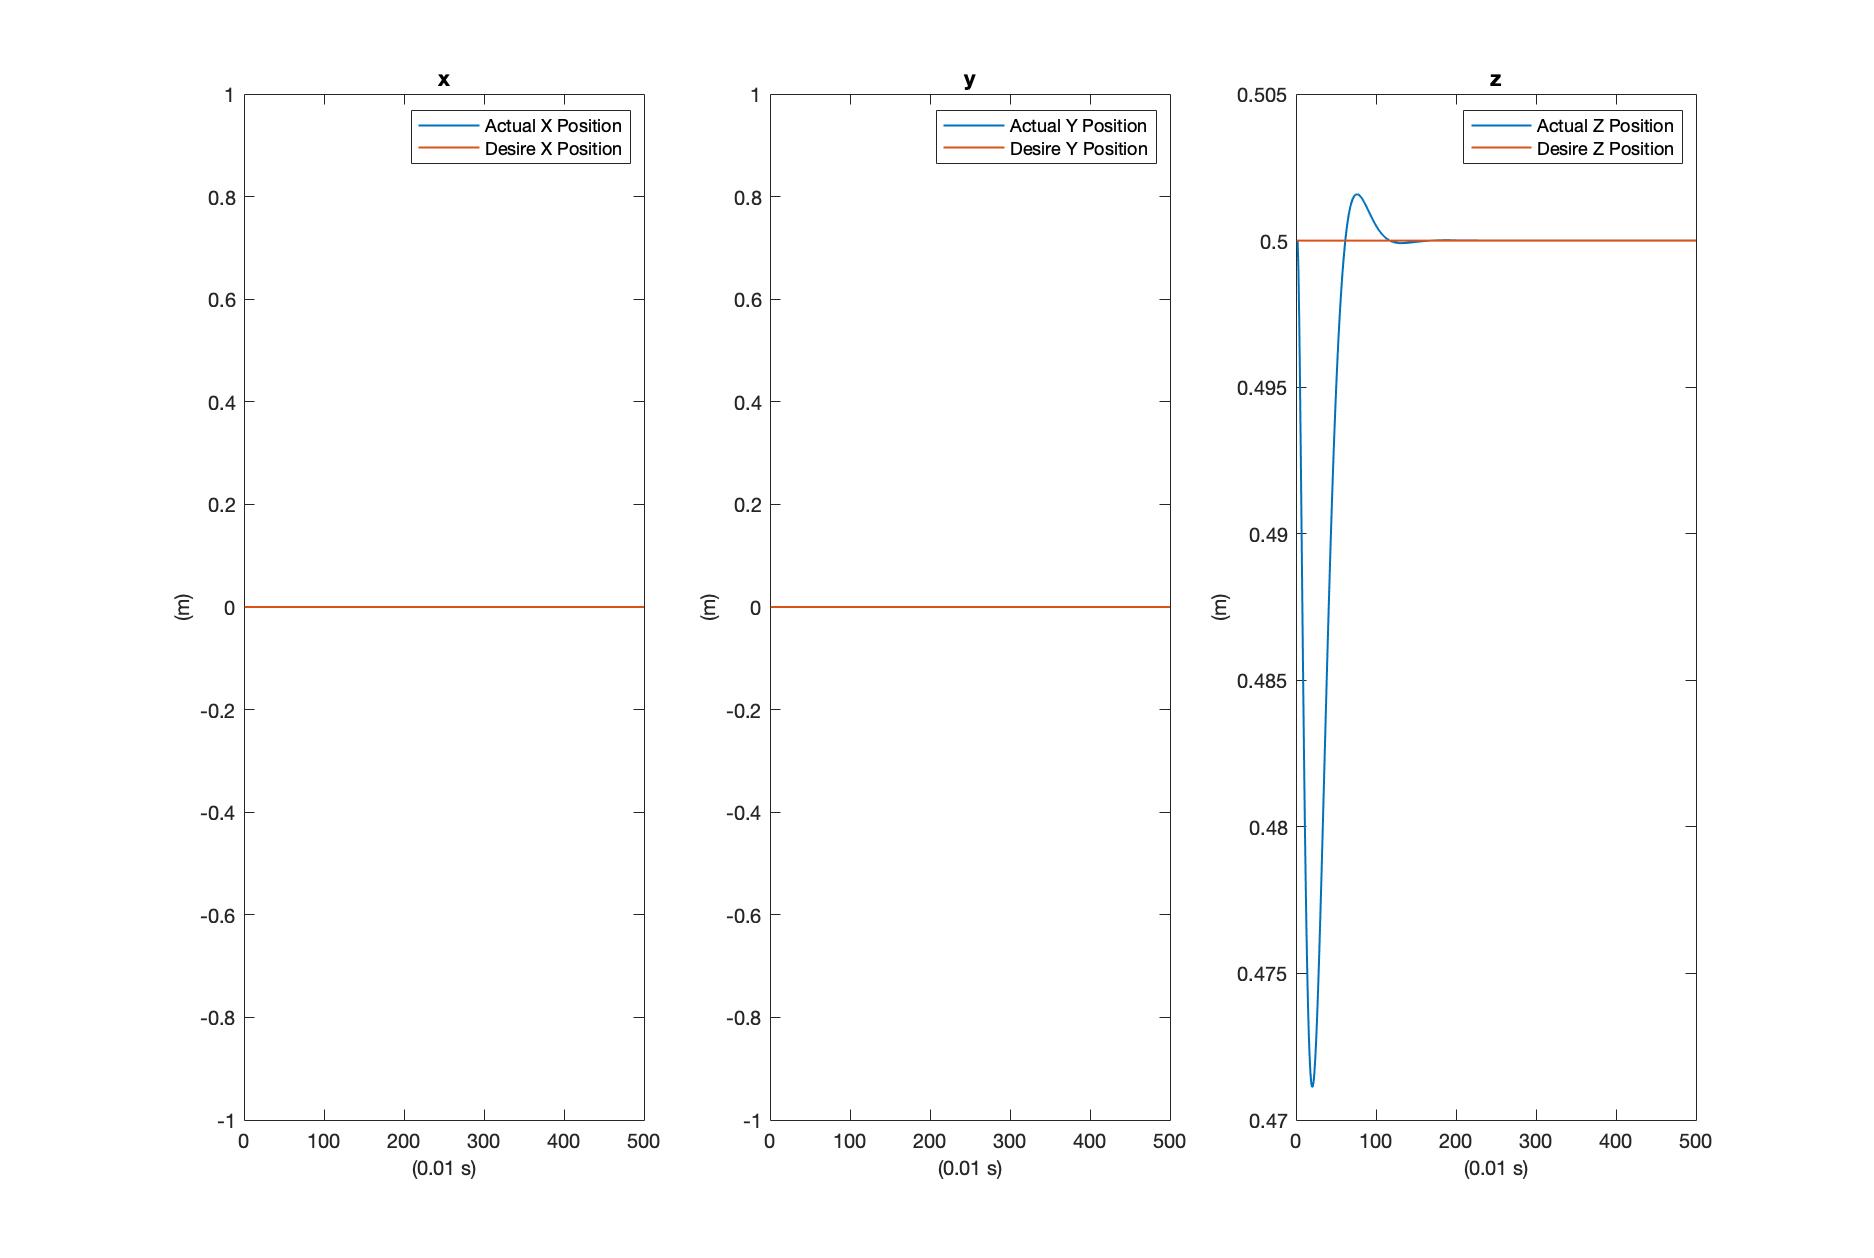 x
Actual X Position
Desire X Position
1
0.8
0.6
0.4
0.2
0
-0.2
-0.4
-0.6
-0.8
-1
(m)
0 100 200 300 400 500
(0.01 s)
y
Actual Y Position
Desire Y Position
1
0.8
0.6
0.4
0.2
0
-0.2
-0.4
-0.6
-0.8
-1
(m)
0 100 200 300 400 500
(0.01 s)
z
Actual Z Position
Desire Z Position
0.505
0.5
0.495
0.49
0.485
0.48
0.475
0.47
(m)
0 100 200 300 400 500
(0.01 s)